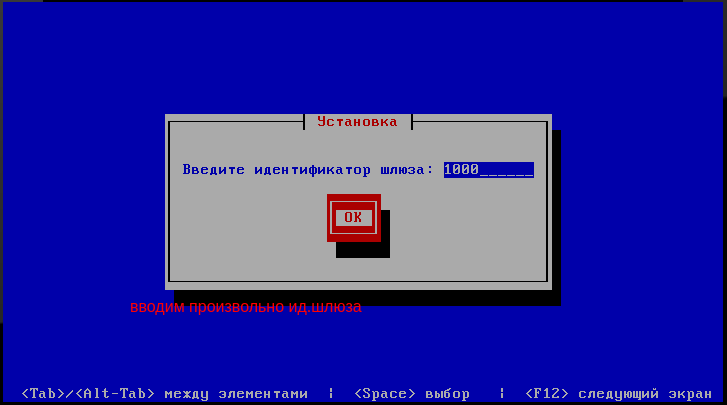 Установка
Введите идентификатор шлюза: 1000______
OK
вводим произвольно ид.шлюза
<Tab>/<Alt-Tab> между элементами | <Space> выбор | <F12> следующий экран